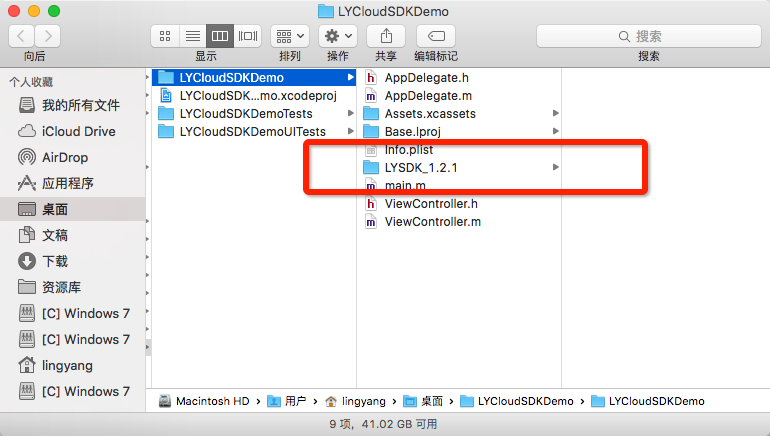 LYCloudSDKDemo
向后
显示
排列
操作
共享
编辑标记
搜索
搜索
个人收藏
我的所有文件
iCloud Drive
AirDrop
应用程序
桌面
文稿
下载
资源库
[C] Windows 7
[C] Windows 7
lingyang
[C] Windows 7
LYCloudSDKDemo
LYCloudSDK...mo.xcodeproj
LYCloudSDKDemoTests
LYCloudSDKDemoUITests
AppDelegate.h
AppDelegate.m
Assets.xcassets
Base.lproj
Info.plist
LYSDK_1.2.1
main.m
ViewController.h
ViewController.m
Macintosh HD › 用户 › lingyang › 桌面 › LYCloudSDKDemo › LYCloudSDKDemo
9 项，41.02 GB 可用